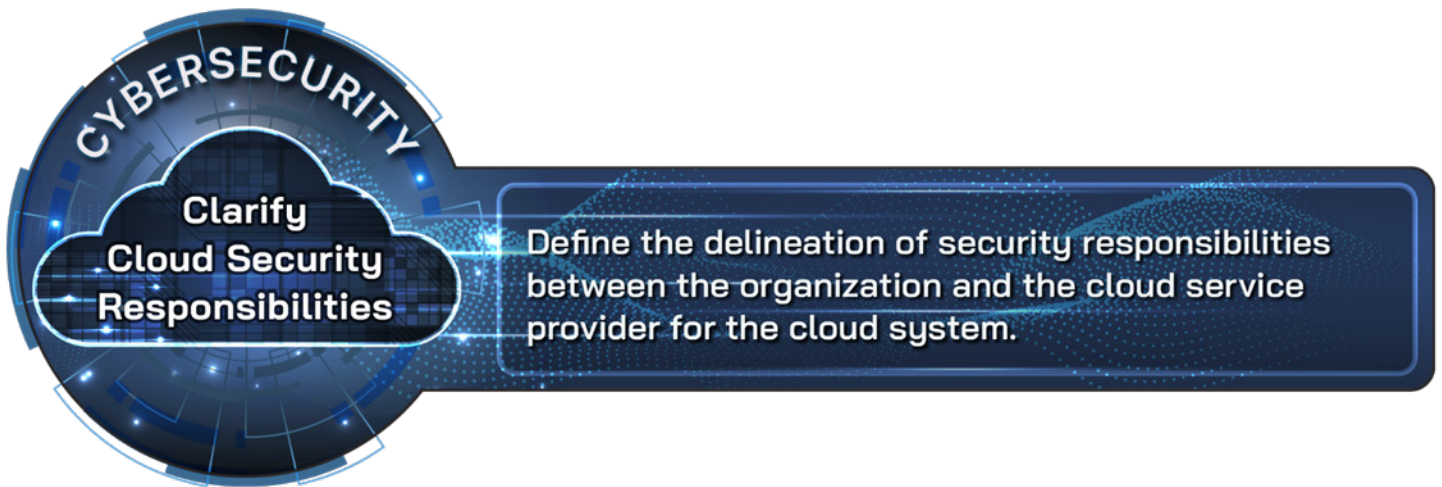 CYBERSECURITY
Clarify
Cloud Security
Responsibilities
Define the delineation of security responsibilities
between the organization and the cloud service
provider for the cloud system.